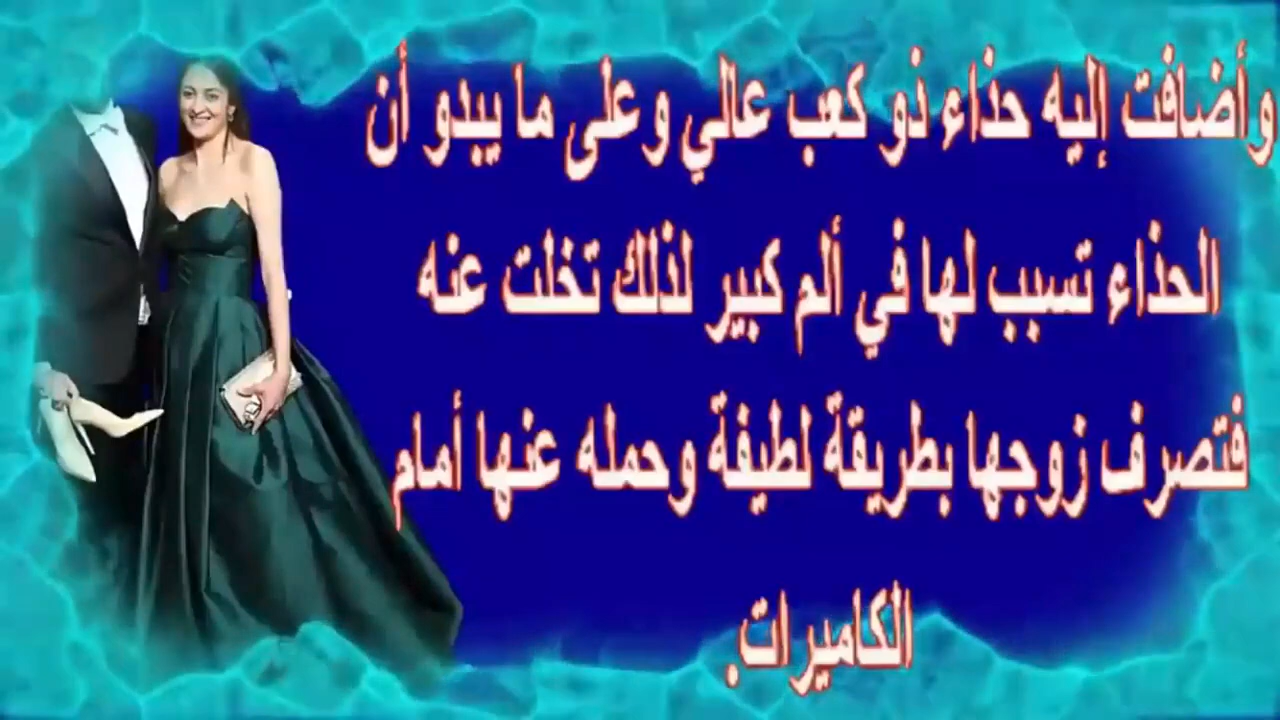 وأضافت إليه حذاء ذو كعب عالي وعلى ما يبدو أن
الحذاء تسبب لها في ألم كبير لذلك تخلت عنه
فتصرف زوجها بطريقة لطيفة وحمله عنها أمام
الكاميرات.